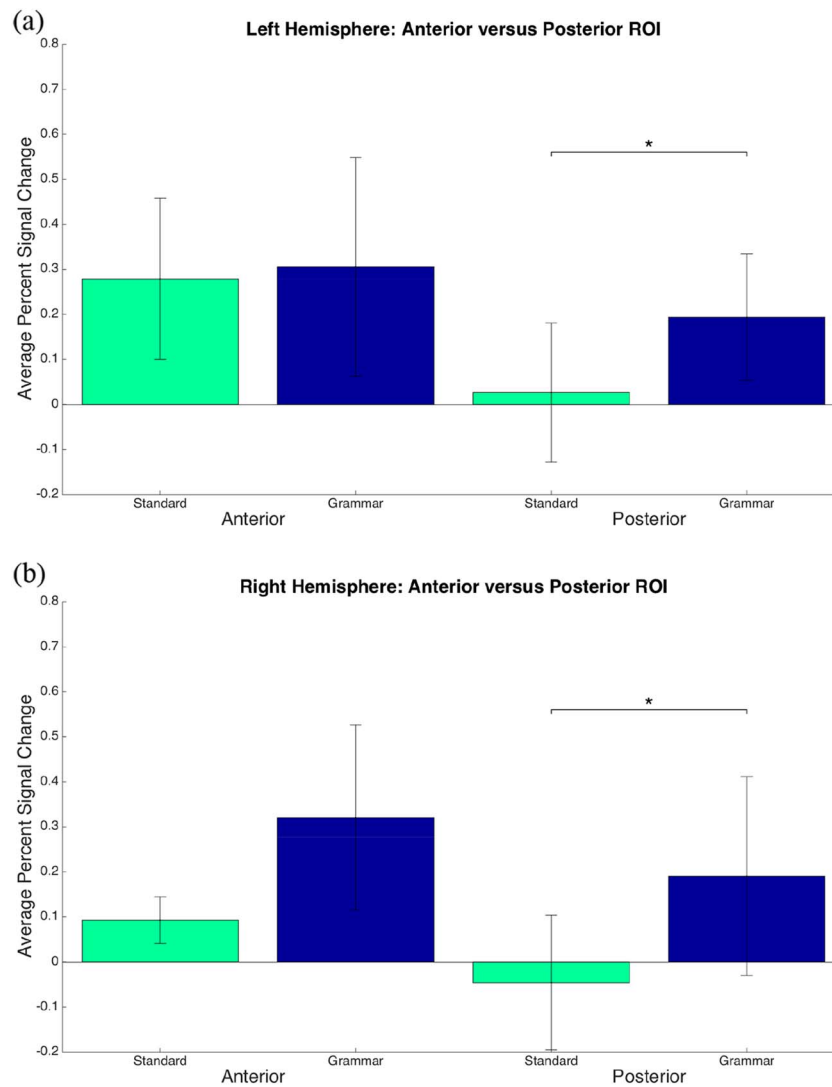 (a)
Left Hemisphere: Anterior versus Posterior ROI
Average Percent Signal Change
0.8
0.7
0.6
0.5
0.4
0.3
0.2
0.1
0
-0.1
-0.2
*
Standard Grammar Standard Grammar
Anterior Posterior
(b)
Right Hemisphere: Anterior versus Posterior ROI
Average Percent Signal Change
0.8
0.7
0.6
0.5
0.4
0.3
0.2
0.1
0
-0.1
-0.2
*
Standard Grammar Standard Grammar
Anterior Posterior